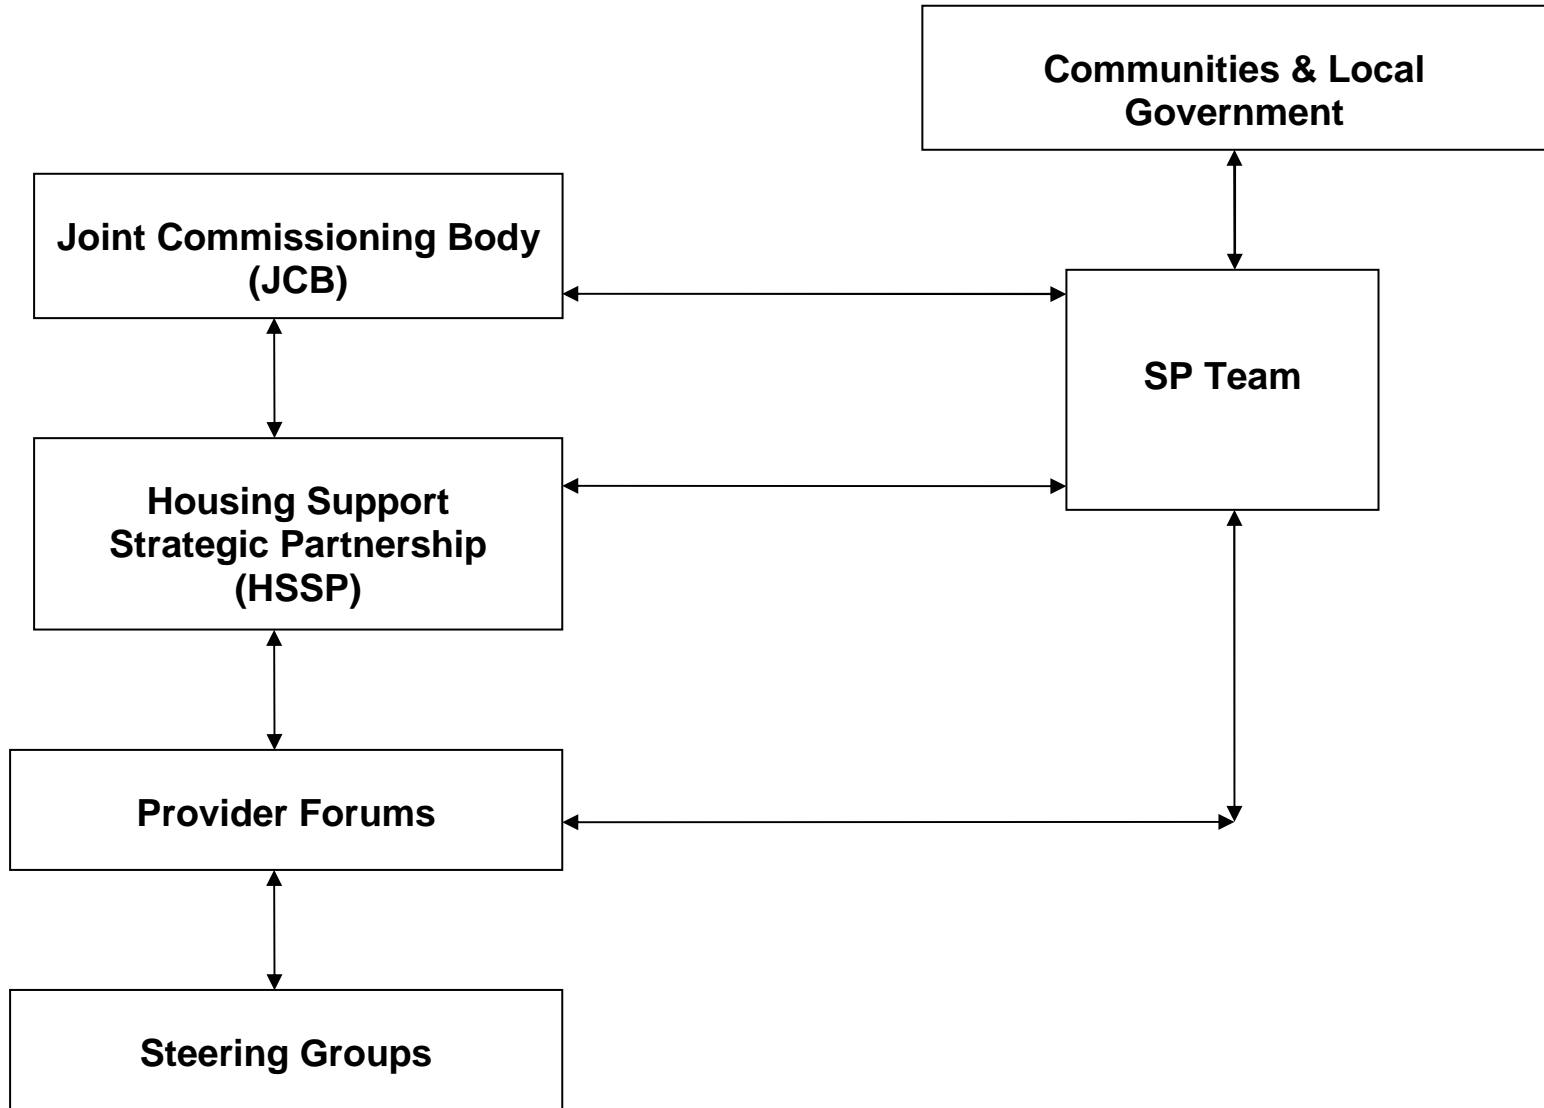 Communities & Local
Government
Joint Commissioning Body
(JCB)
SP Team
Housing Support
Strategic Partnership
(HSSP)
Provider Forums
Steering Groups